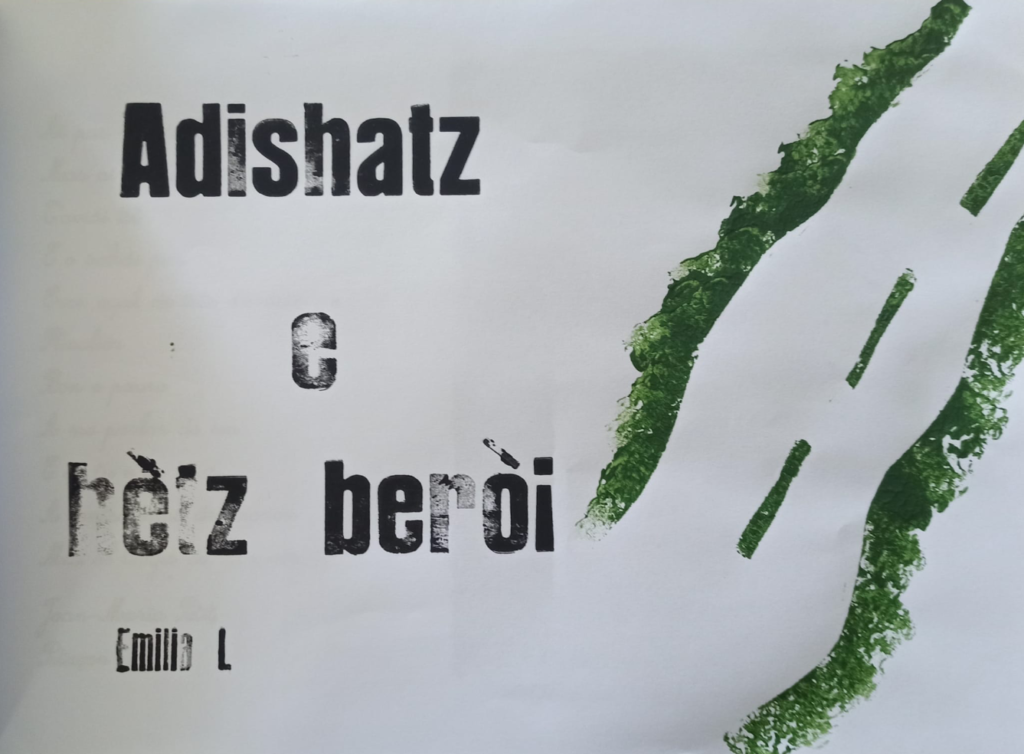 Adishatz
e
hètz beròi
Emilia L